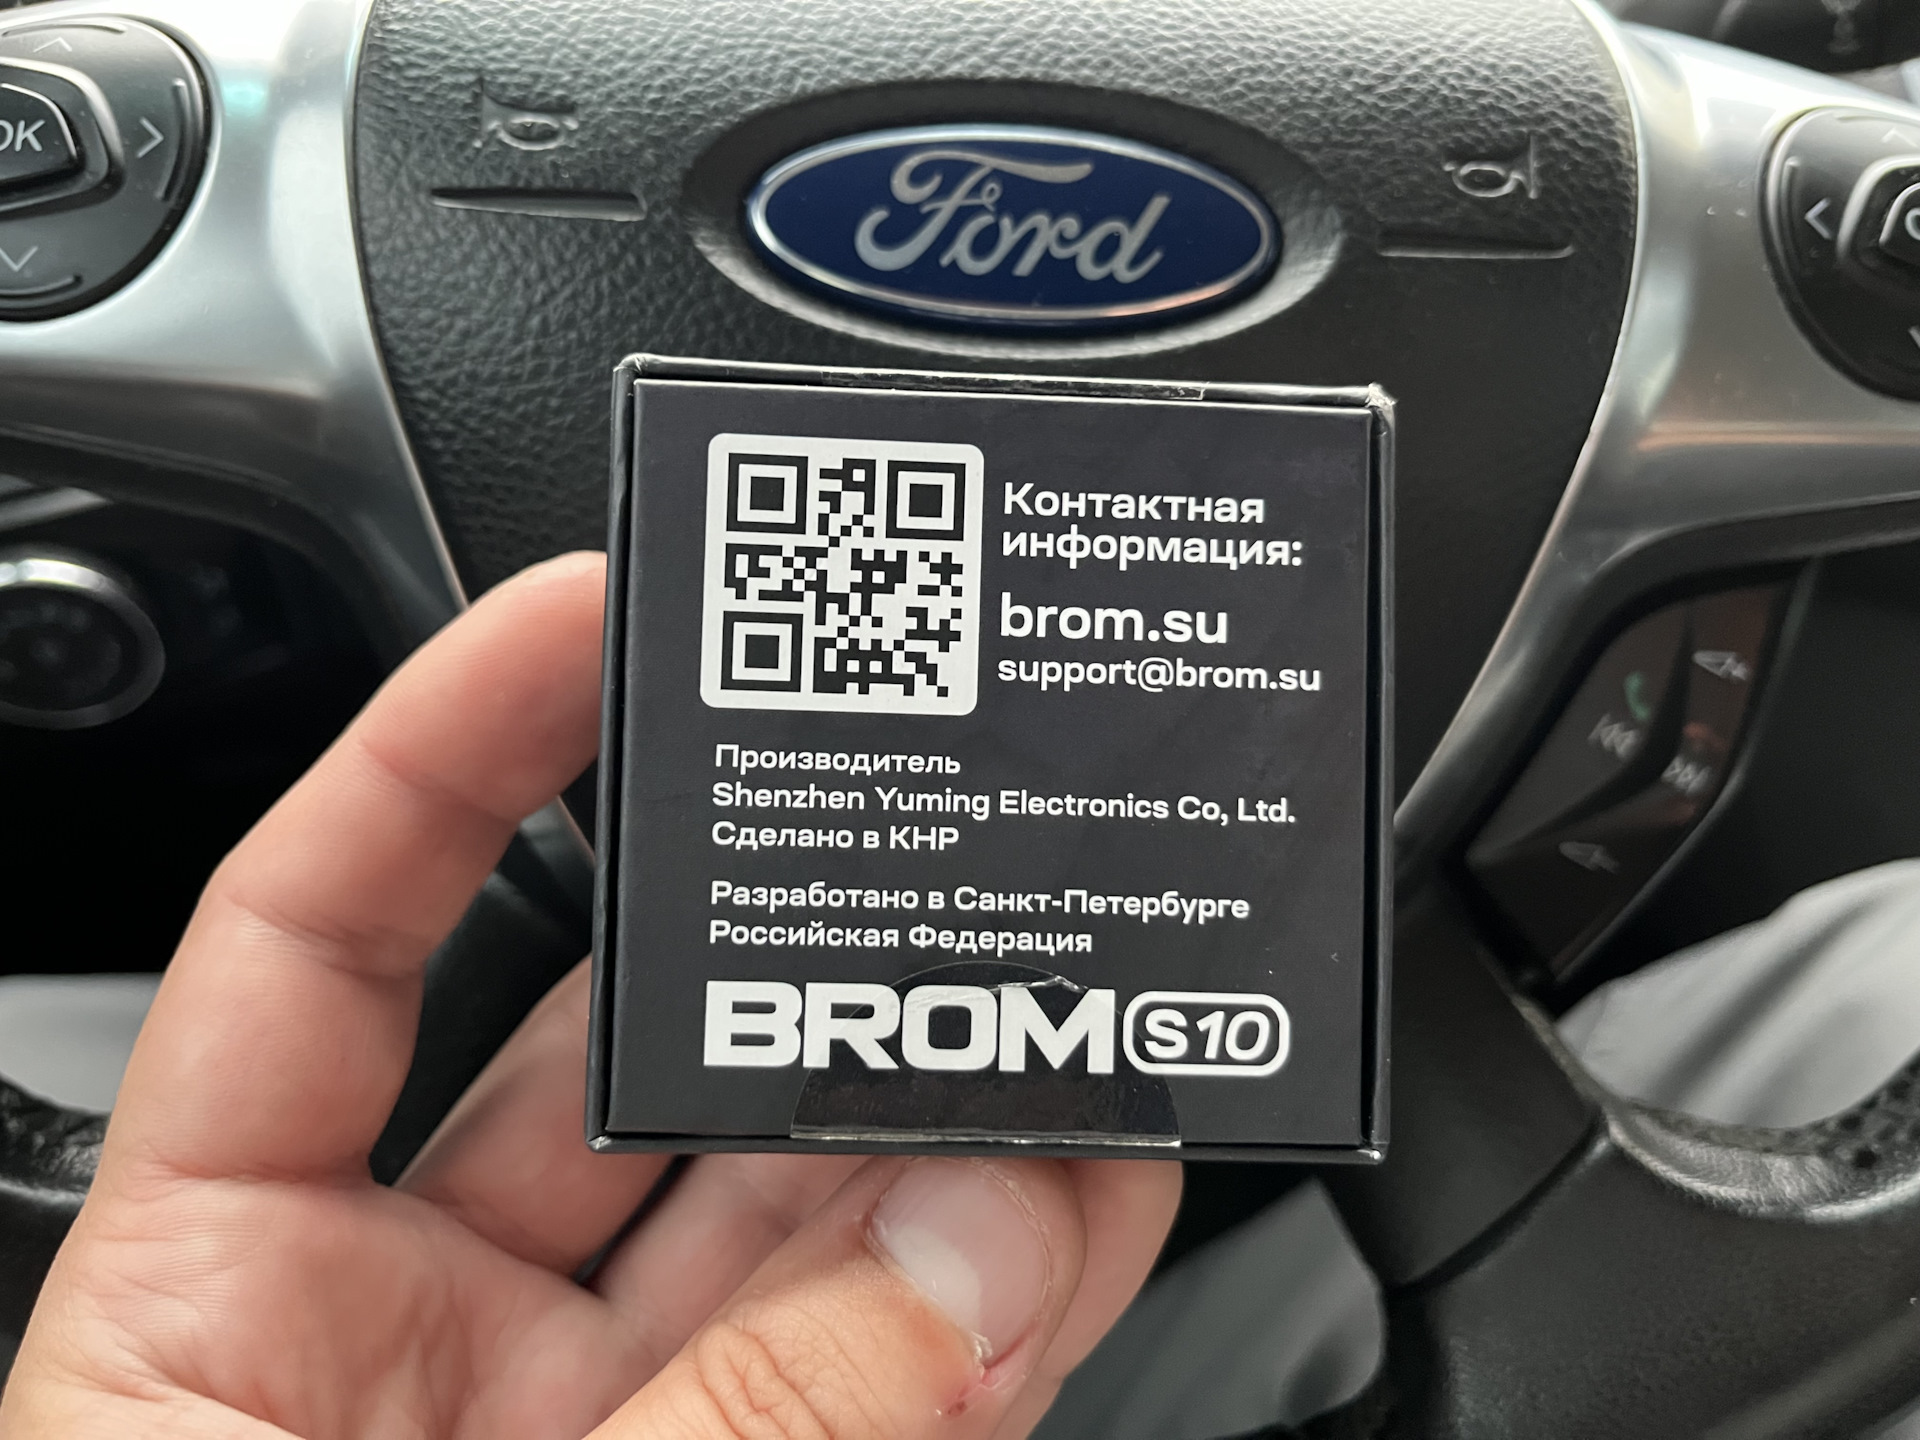 OK
Ford
Контактная
информация:
brom.su
support@brom.su
Производитель
Shenzhen Yuming Electronics Co, Ltd.
Сделано в КНР
Разработано в Санкт-Петербурге
Российская Федерация
BROM S10